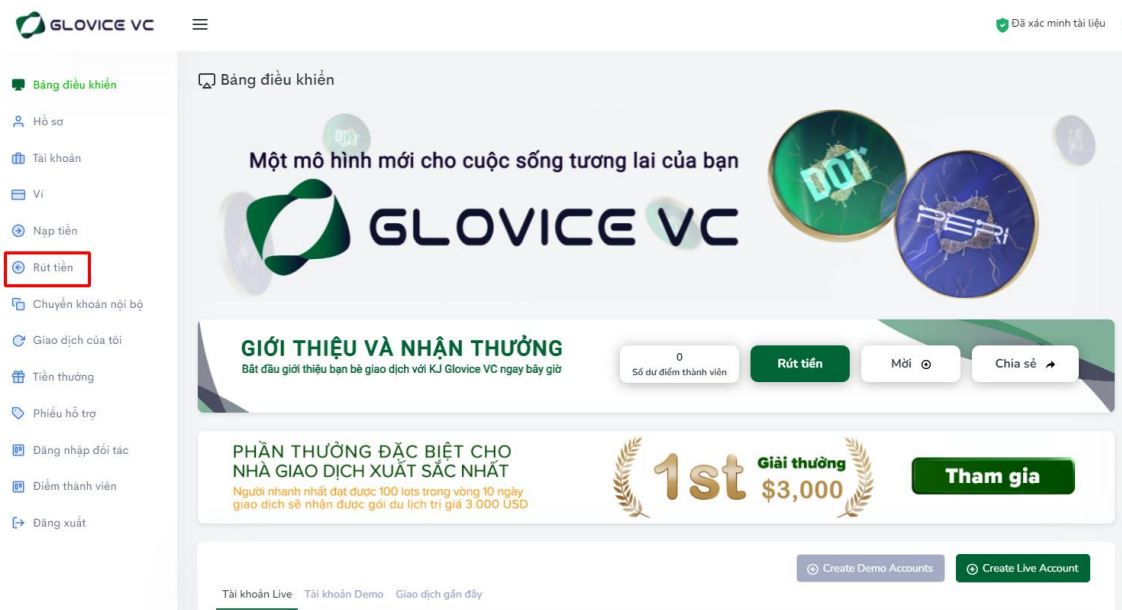 GLOVICE VC
Đã xác minh tài liệu
Bảng điều khiển
Hồ sơ
Tài khoản
Ví
Nạp tiền
Rút tiền
Chuyển khoản nội bộ
Giao dịch của tôi
Tiền thưởng
Phiếu hỗ trợ
Đăng nhập đối tác
Điểm thành viên
Đăng xuất
Bảng điều khiển
Một mô hình mới cho cuộc sống tương lai của bạn
GLOVICE VC
DOT
PERI
GIỚI THIỆU VÀ NHẬN THƯỞNG
Bắt đầu giới thiệu bạn bè giao dịch với KJ Glovice VC ngay bây giờ
0
Số dư điểm thành viên
Rút tiền
Mời
Chia sẻ
PHẦN THƯỞNG ĐẶC BIỆT CHO
NHÀ GIAO DỊCH XUẤT SẮC NHẤT
Người nhanh nhất đạt được 100 lots trong vòng 10 ngày
giao dịch sẽ nhận được gói du lịch trị giá 3.000 USD
1st
Giải thưởng
$3,000
Tham gia
Create Demo Accounts
Create Live Account
Tài khoản Live
Tài khoản Demo
Giao dịch gần đây